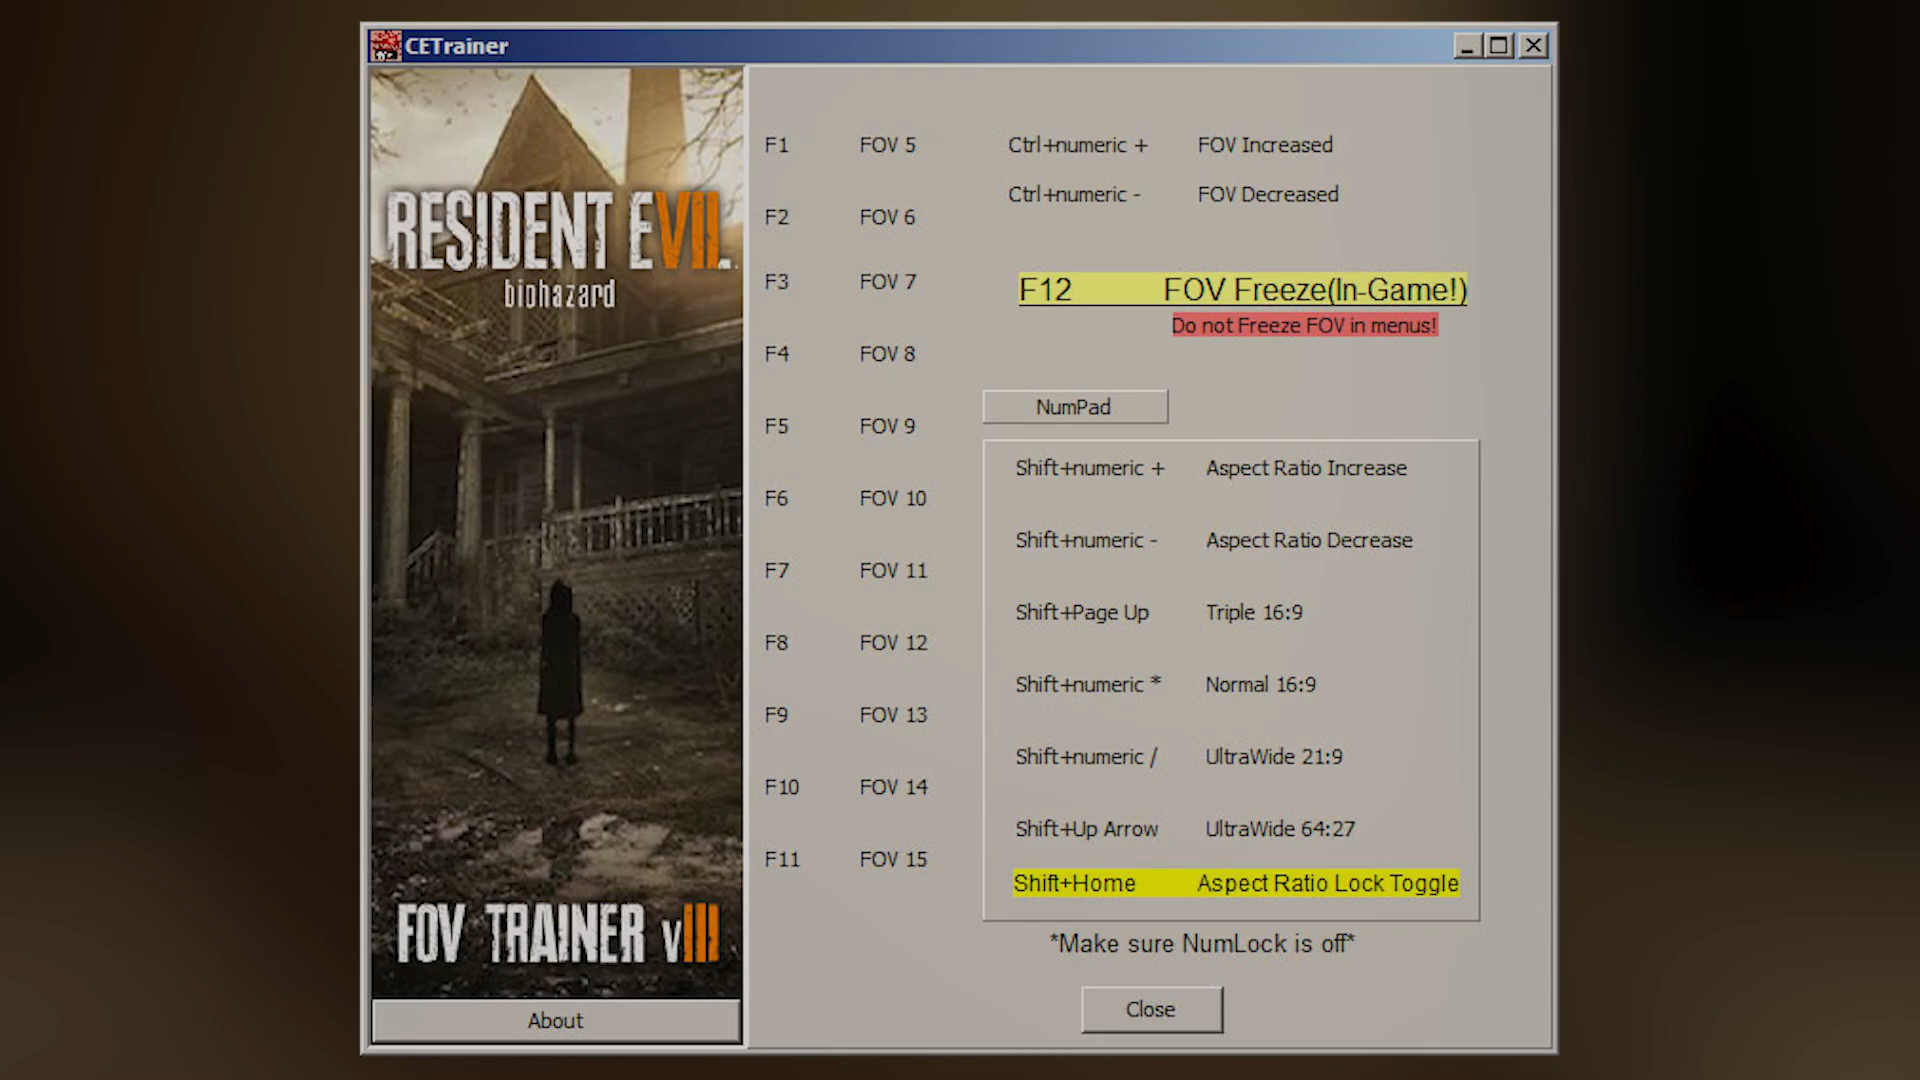 CETrainer
RESIDENT EVII.
biohazard
FOV TRAINER vIII
About
F1 FOV 5
F2 FOV 6
F3 FOV 7
F4 FOV 8
F5 FOV 9
F6 FOV 10
F7 FOV 11
F8 FOV 12
F9 FOV 13
F10 FOV 14
F11 FOV 15
Ctrl+numeric + FOV Increased
Ctrl+numeric - FOV Decreased
F12 FOV Freeze(In-Game!)
Do not Freeze FOV in menus!
NumPad
Shift+numeric + Aspect Ratio Increase
Shift+numeric - Aspect Ratio Decrease
Shift+Page Up Triple 16:9
Shift+numeric * Normal 16:9
Shift+numeric / UltraWide 21:9
Shift+Up Arrow UltraWide 64:27
Shift+Home Aspect Ratio Lock Toggle
*Make sure NumLock is off*
Close